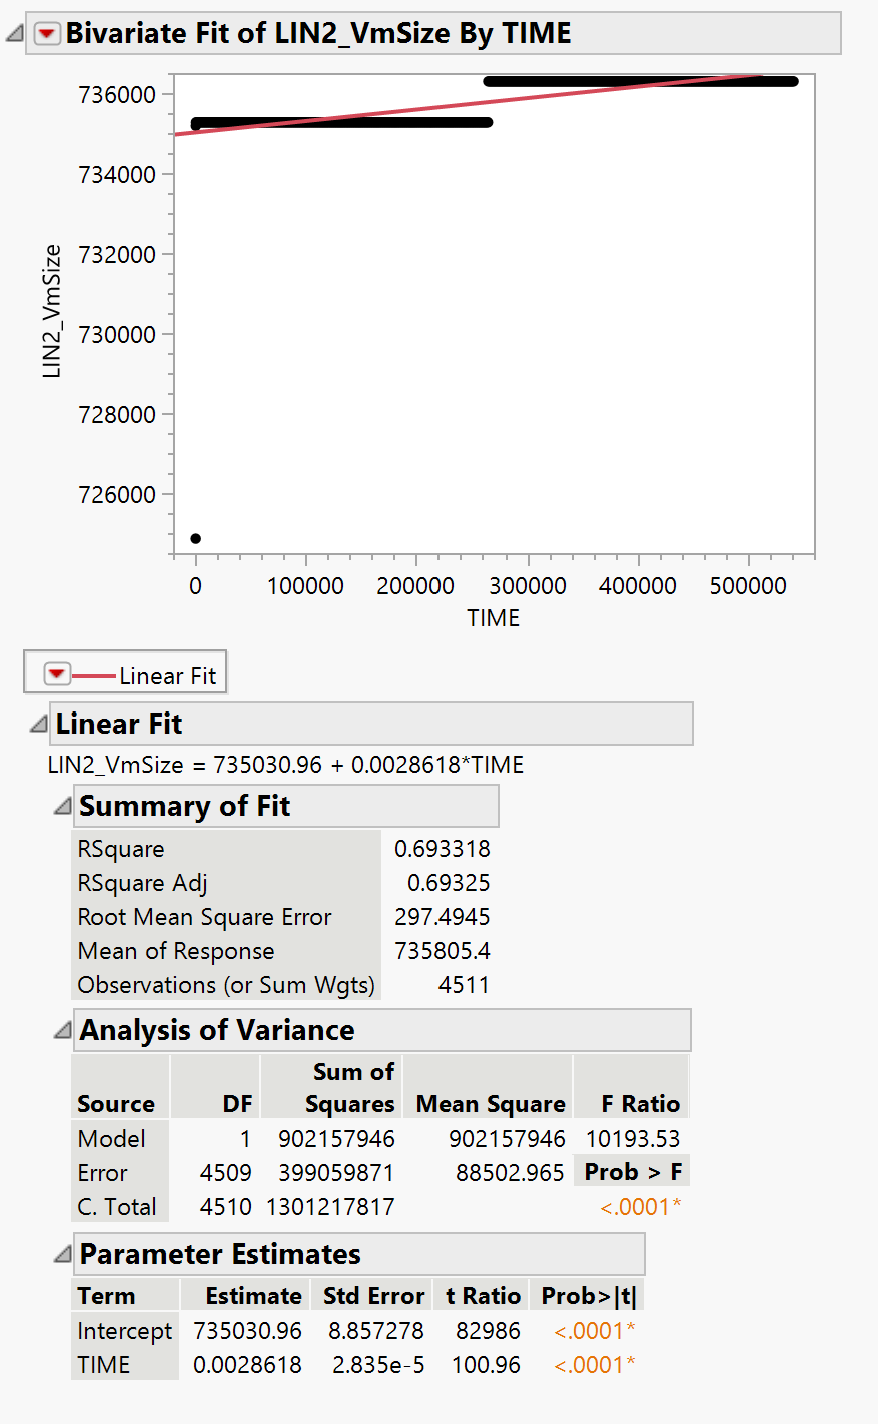 Bivariate Fit of LIN2_VmSize By TIME
736000
734000
732000
730000
728000
726000
LIN2_VmSize
0 100000 200000 300000 400000 500000
TIME
Linear Fit
Linear Fit
LIN2_VmSize = 735030.96 + 0.0028618*TIME
Summary of Fit
RSquare 0.693318
RSquare Adj 0.69325
Root Mean Square Error 297.4945
Mean of Response 735805.4
Observations (or Sum Wgts) 4511
Analysis of Variance
Sum of
Source DF Squares Mean Square F Ratio
Model 1 902157946 902157946 10193.53
Error 4509 399059871 88502.965 Prob > F
C. Total 4510 1301217817 <.0001*
Parameter Estimates
Term Estimate Std Error t Ratio Prob>|t|
Intercept 735030.96 8.857278 82986 <.0001*
TIME 0.0028618 2.835e-5 100.96 <.0001*